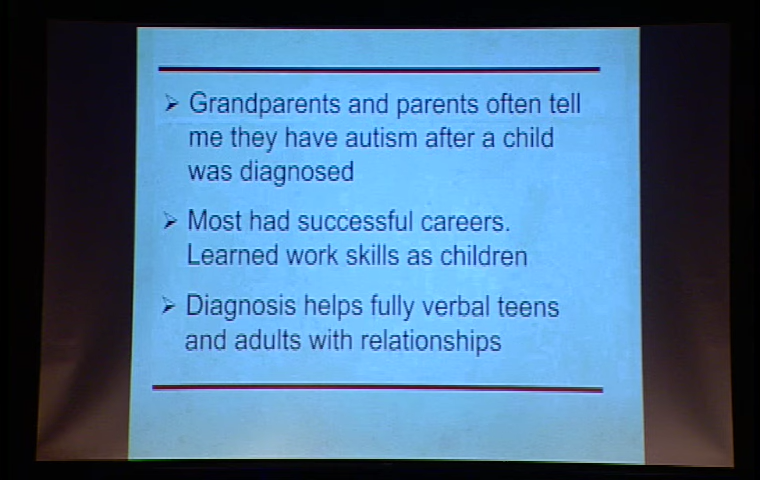 ➢ Grandparents and parents often tell
me they have autism after a child
was diagnosed
➢ Most had successful careers.
Learned work skills as children
➢ Diagnosis helps fully verbal teens
and adults with relationships